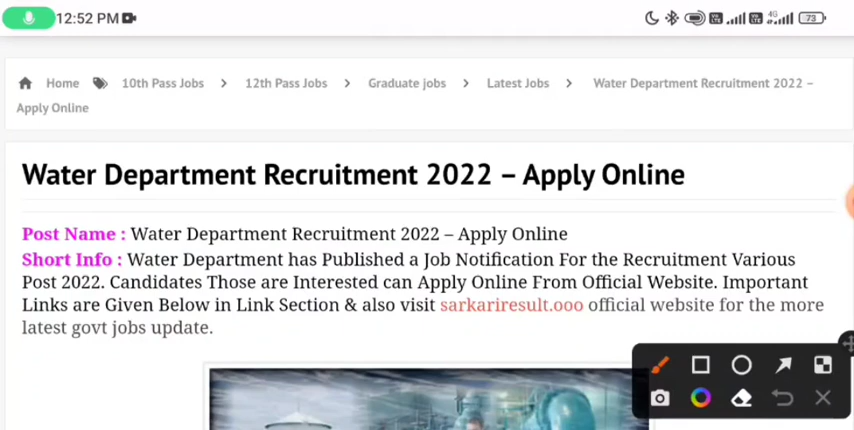 12:52 PM
4G
73
Home 10th Pass Jobs > 12th Pass Jobs > Graduate jobs > Latest Jobs > Water Department Recruitment 2022 –
Apply Online
Water Department Recruitment 2022 – Apply Online
Post Name : Water Department Recruitment 2022 – Apply Online
Short Info : Water Department has Published a Job Notification For the Recruitment Various
Post 2022. Candidates Those are Interested can Apply Online From Official Website. Important
Links are Given Below in Link Section & also visit sarkariresult.ooo official website for the more
latest govt jobs update.